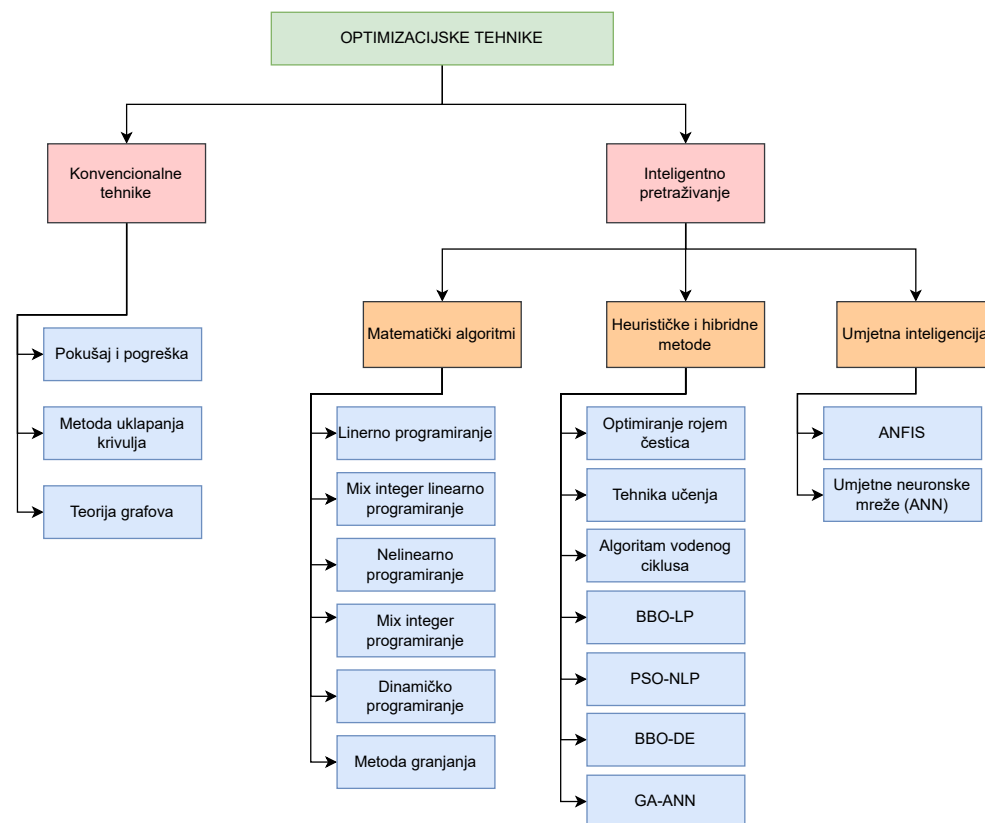 OPTIMIZACIJSKE TEHNIKE
Konvencionalne
tehnike
Inteligentno
pretraživanje
Pokušaj i pogreška
Metoda uklapanja
krivulja
Teorija grafova
Matematički algoritmi
Heurističke i hibridne
metode
Umjetna inteligencija
Linerno programiranje
Mix integer linearno
programiranje
Nelinearno
programiranje
Mix integer
programiranje
Dinamičko
programiranje
Metoda granjanja
Optimiranje rojem
čestica
Tehnika učenja
Algoritam vodenog
ciklusa
BBO-LP
PSO-NLP
BBO-DE
GA-ANN
ANFIS
Umjetne neuronske
mreže (ANN)